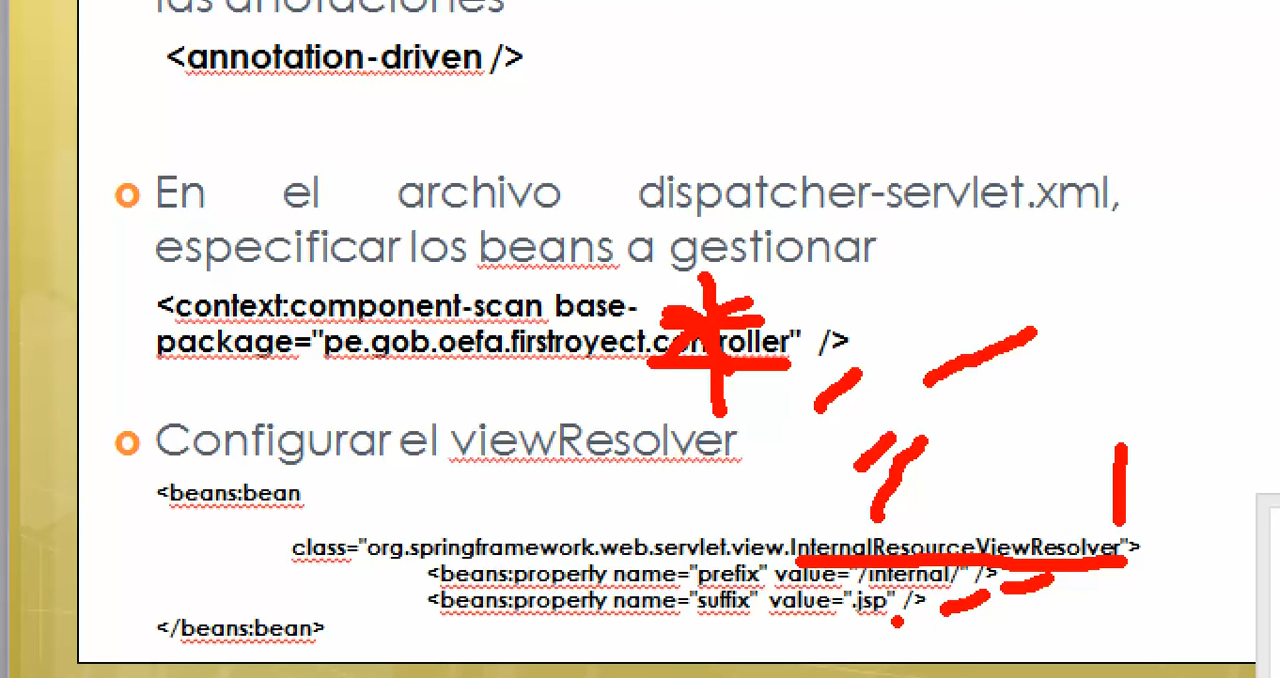 las anotaciones
<annotation-driven />
En el archivo dispatcher-servlet.xml,
especificar los beans a gestionar
<context:component-scan base-
package="pe.gob.oefa.firstroyect.controller" />
Configurar el viewResolver
<beans:bean
class="org.springframework.web.servlet.view.InternalResourceViewResolver">
<beans:property name="prefix" value="/internal/" />
<beans:property name="suffix" value=".jsp" />
</beans:bean>